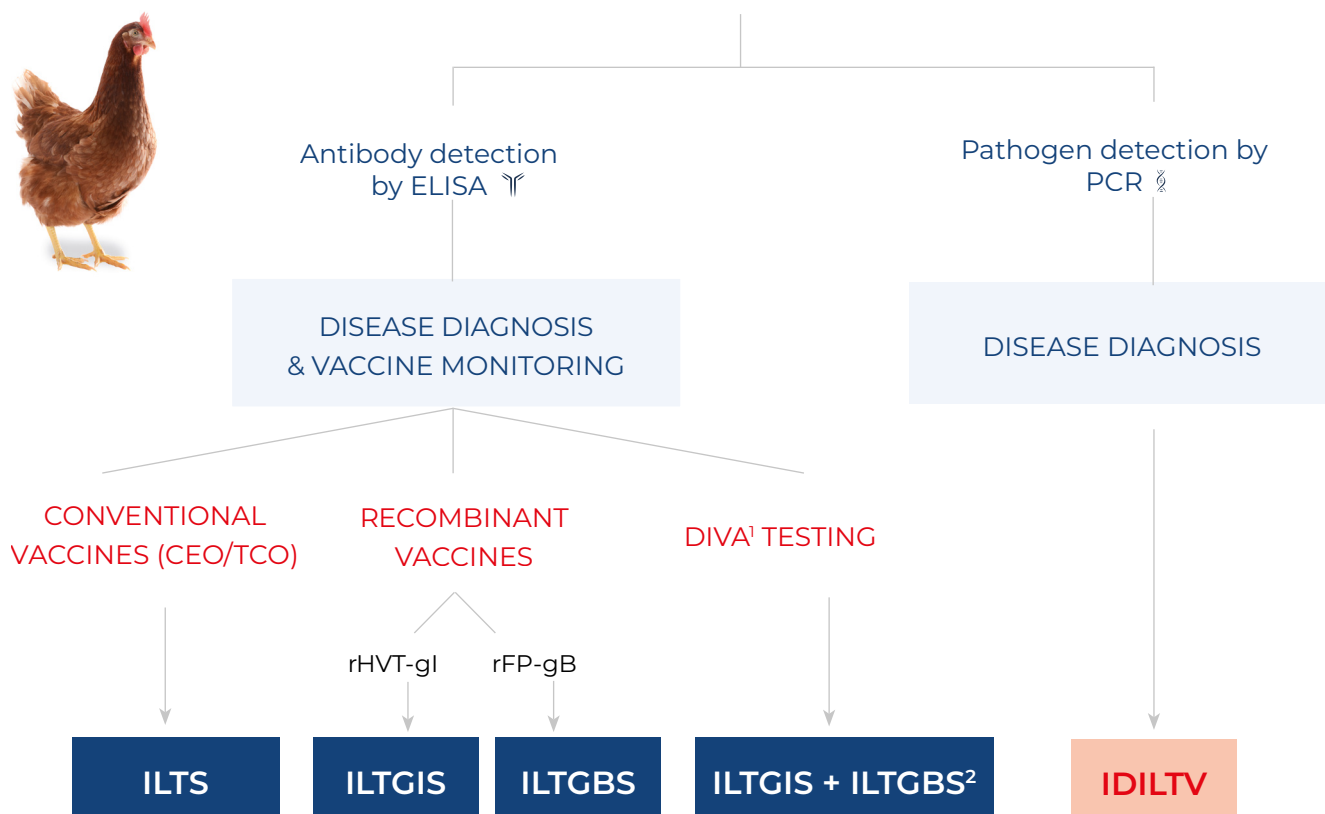 Antibody detection
by ELISA
Pathogen detection by
PCR
DISEASE DIAGNOSIS
& VACCINE MONITORING
DISEASE DIAGNOSIS
CONVENTIONAL
VACCINES (CEO/TCO)
RECOMBINANT
VACCINES
DIVA¹ TESTING
rHVT-gI
rFP-gB
ILTS
ILTGIS
ILTGBS
ILTGIS + ILTGBS²
IDILTV